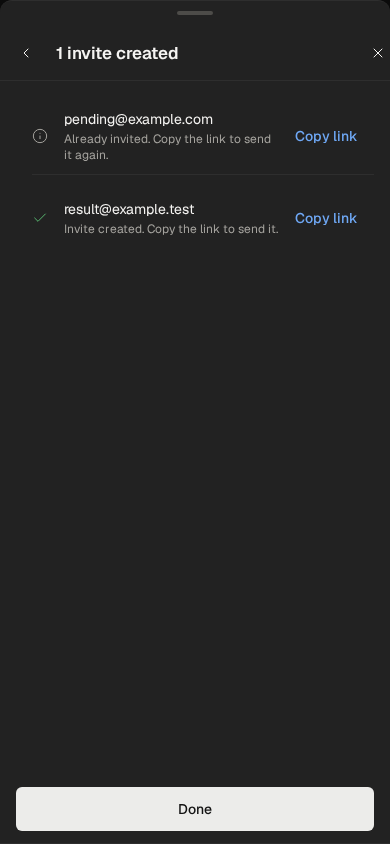 1 invite created
pending@example.com
Already invited. Copy the link to send
it again.
Copy link
result@example.test
Invite created. Copy the link to send it.
Copy link
Done